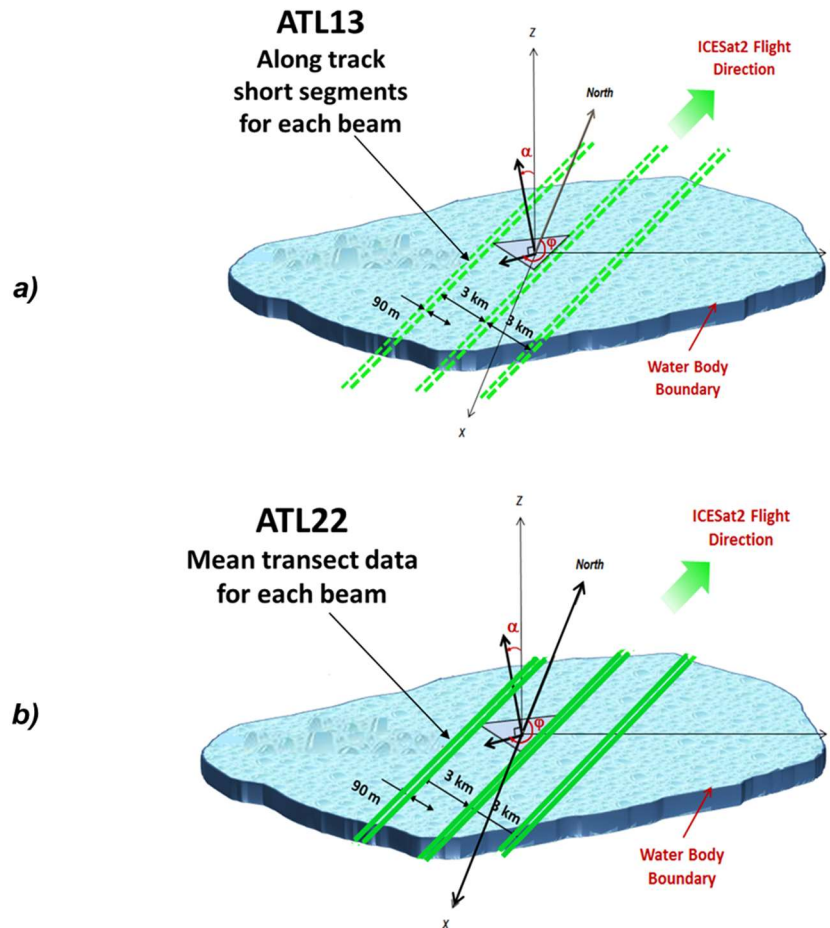 ATL13
Along track
short segments
for each beam
Z
North
ICESat2 Flight
Direction
α
φ
a)
90 m
3 km
3 km
Water Body
Boundary
X
ATL22
Mean transect data
for each beam
Z
North
ICESat2 Flight
Direction
α
φ
b)
90 m
3 km
3 km
Water Body
Boundary
X